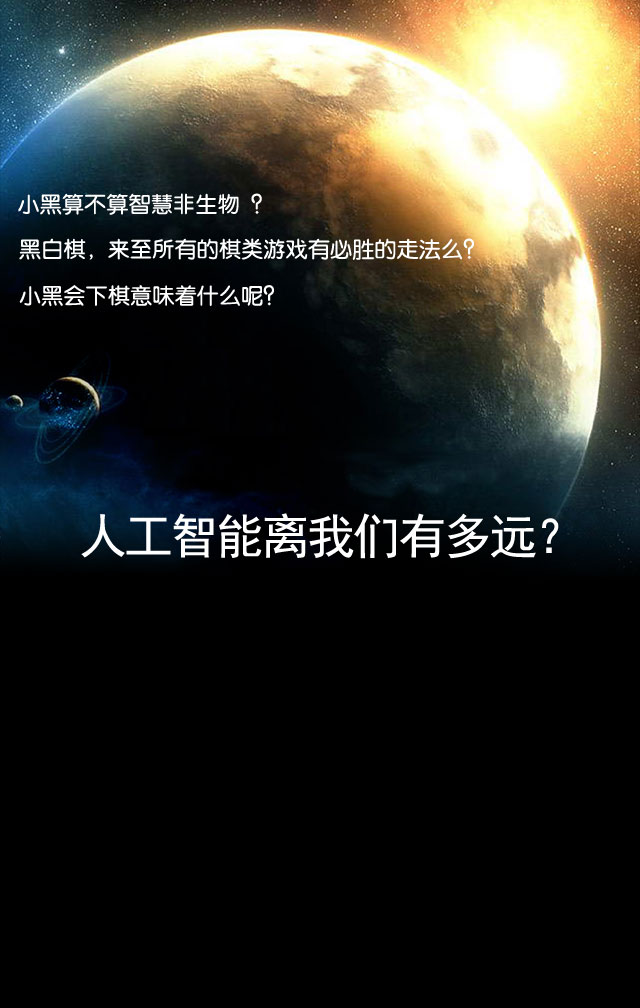 小黑算不算智慧非生物 ？
黑白棋，来至所有的棋类游戏有必胜的走法么？
小黑会下棋意味着什么呢？
人工智能离我们有多远？